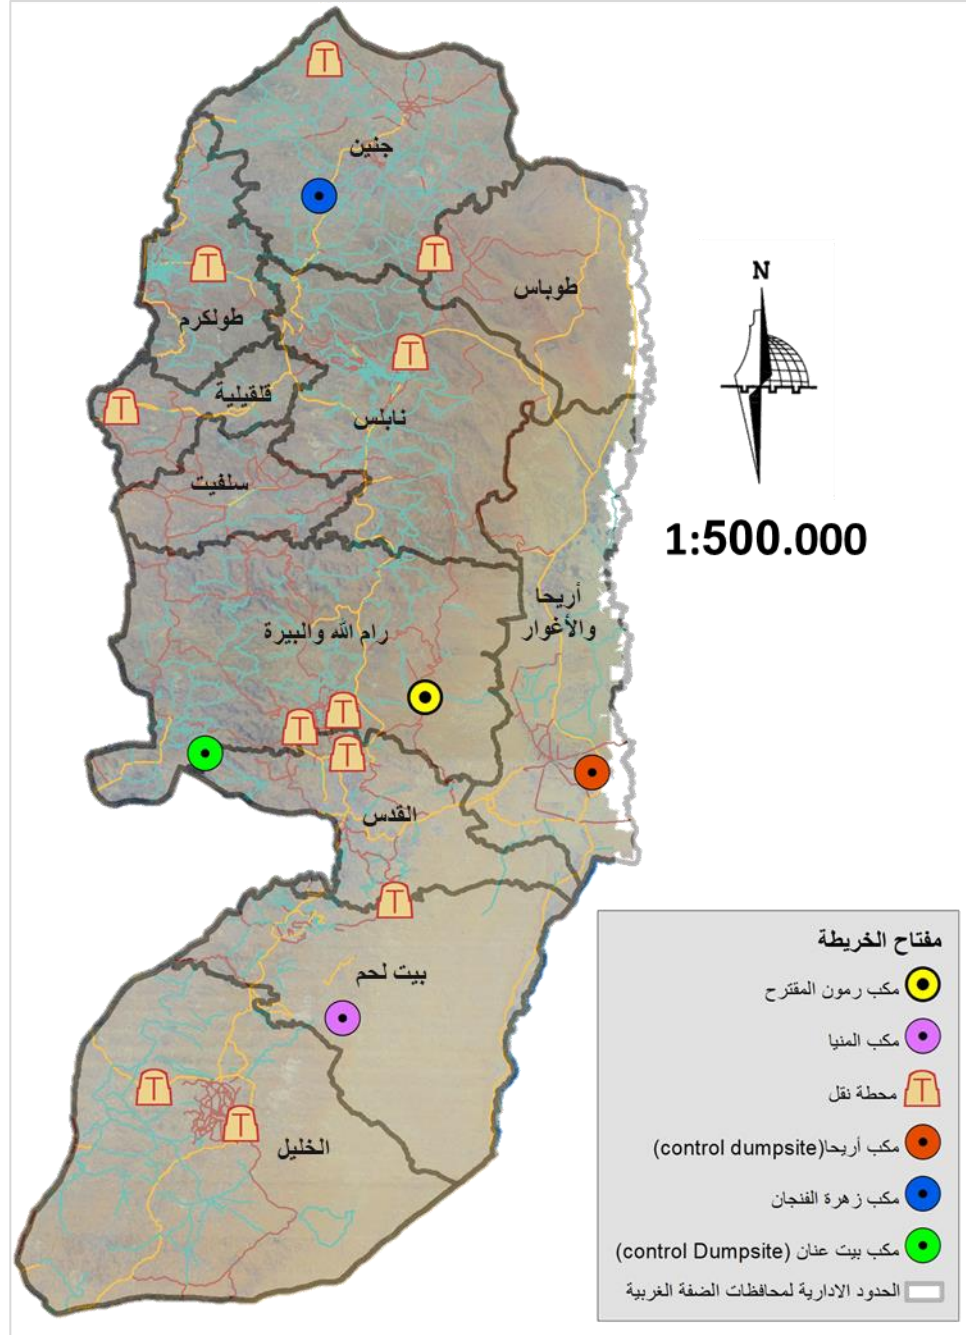 جنين
طوباس
طولكرم
قلقيلية
نابلس
سلفيت
أريحا
والأغوار
رام الله والبيرة
القدس
بيت لحم
الخليل
N
1:500.000
مفتاح الخريطة
مكب رمون المقترح
مكب المنيا
محطة نقل
مكب أريحا(control dumpsite)
مكب زهرة الفنجان
مكب بيت عنان (control Dumpsite)
الحدود الادارية لمحافظات الضفة الغربية
T
T
T
T
T
T
T
T
T
T
T
T